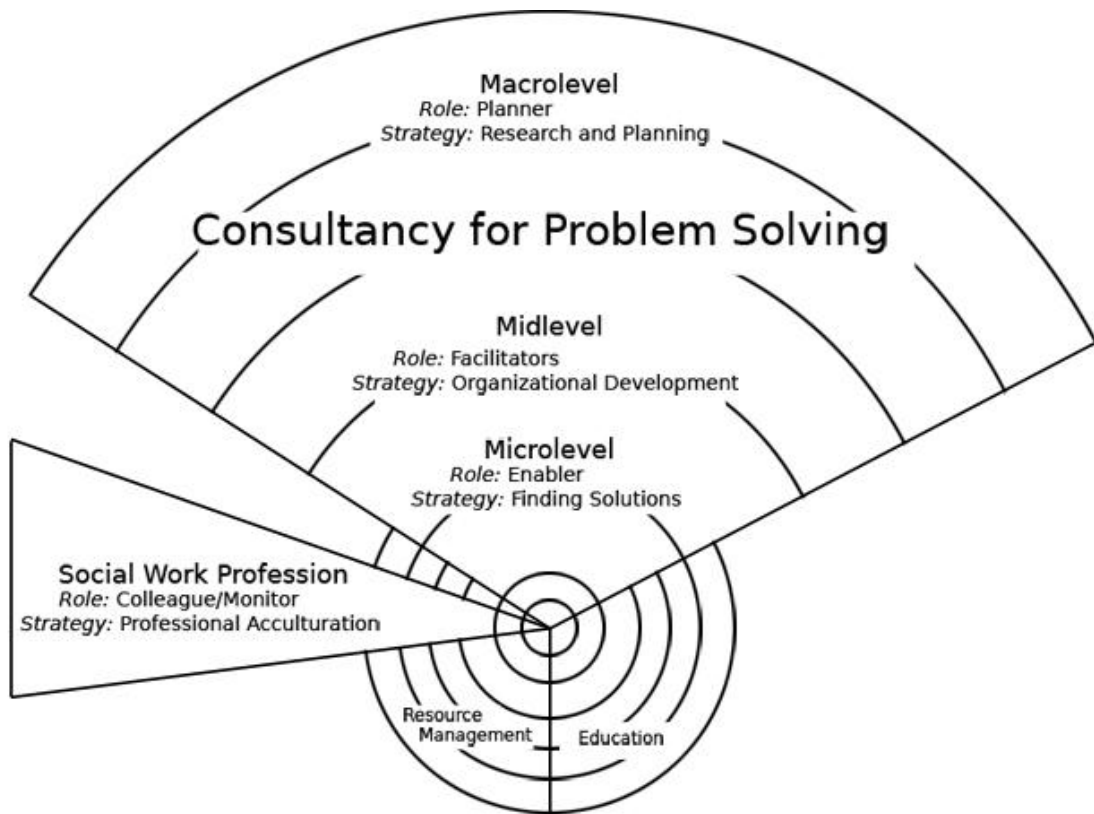 Macrolevel
Role: Planner
Strategy: Research and Planning
Consultancy for Problem Solving
Midlevel
Role: Facilitators
Strategy: Organizational Development
Microlevel
Role: Enabler
Strategy: Finding Solutions
Social Work Profession
Role: Colleague/Monitor
Strategy: Professional Acculturation
Resource
Management
Education